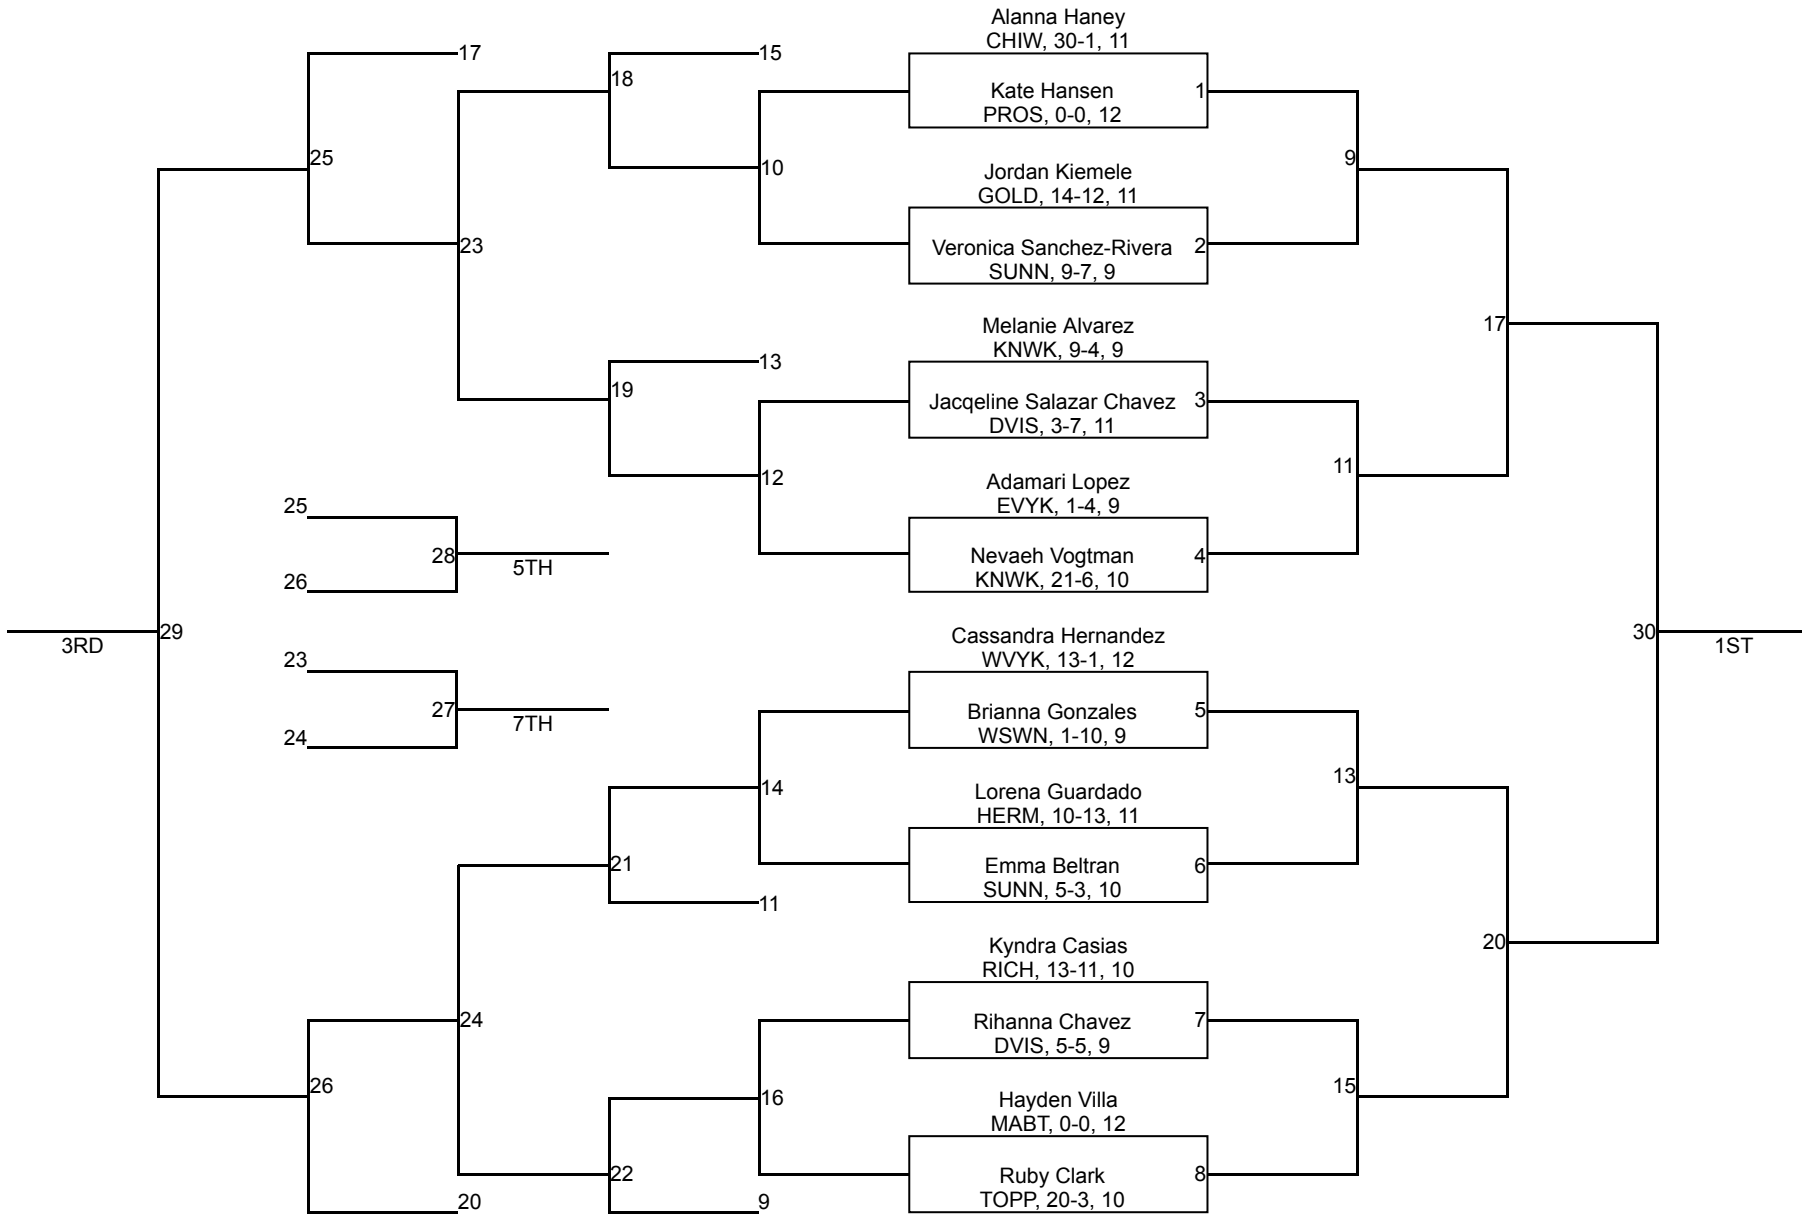 Alanna Haney
17
15
CHIW, 30-1, 11
18
Kate Hansen
1
PROS, 0-0, 12
25
10
9
Jordan Kiemele
GOLD, 14-12, 11
23
Veronica Sanchez-Rivera
2
SUNN, 9-7, 9
Melanie Alvarez
17
KNWK, 9-4, 9
13
19
Jacqeline Salazar Chavez
3
DVIS, 3-7, 11
12
11
Adamari Lopez
EVYK, 1-4, 9
25
28
5TH
Nevaeh Vogtman
4
KNWK, 21-6, 10
26
3RD
29
Cassandra Hernandez
WVYK, 13-1, 12
30
1ST
23
27
7TH
Brianna Gonzales
5
WSWN, 1-10, 9
24
14
13
Lorena Guardado
HERM, 10-13, 11
21
Emma Beltran
6
SUNN, 5-3, 10
11
Kyndra Casias
20
RICH, 13-11, 10
24
Rihanna Chavez
7
DVIS, 5-5, 9
26
16
15
Hayden Villa
MABT, 0-0, 12
22
Ruby Clark
8
TOPP, 20-3, 10
20
9